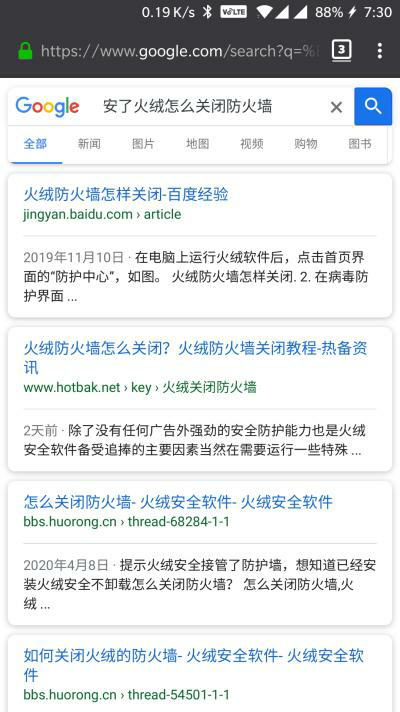 0.19 K/s VoLTE 88% 7:30
https://www.google.com/search?q=%
3
Google 安了火绒怎么关闭防火墙
全部 新闻 图片 地图 视频 购物 图书
火绒防火墙怎样关闭-百度经验
jingyan.baidu.com › article
2019年11月10日 · 在电脑上运行火绒软件后，点击首页界
面的“防护中心”，如图。 火绒防火墙怎样关闭. 2. 在病毒防
护界面 ...
火绒防火墙怎么关闭？火绒防火墙关闭教程-热备资
讯
www.hotbak.net › key › 火绒关闭防火墙
2天前 · 除了没有任何广告外强劲的安全防护能力也是火绒
安全软件备受追捧的主要因素当然在需要运行一些特殊 ...
怎么关闭防火墙- 火绒安全软件- 火绒安全软件
bbs.huorong.cn › thread-68284-1-1
2020年4月8日 · 提示火绒安全接管了防护墙，想知道已经安
装火绒安全不卸载怎么关闭防火墙？ 怎么关闭防火墙,火
绒 ...
如何关闭火绒的防火墙- 火绒安全软件- 火绒安全软
件
bbs.huorong.cn › thread-54501-1-1